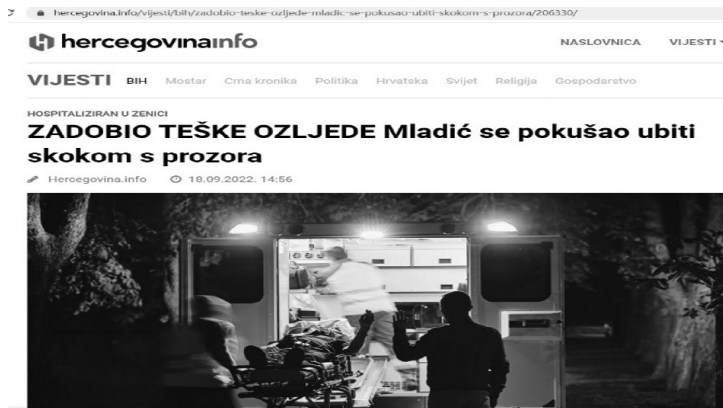 hercegovina.info/vijesti/bih/zadobio-teske-ozljede-mladic-se-pokusao-ubiti-skokom-s-prozora/206330/
hercegovinaınfo
NASLOVNICA VIJESTI
VIJESTI BIH Mostar Crna kronika Politika Hrvatska Svijet Religija Gospodarstvo
HOSPITALIZIRAN U ZENICI
ZADOBIO TEŠKE OZLJEDE Mladić se pokušao ubiti
skokom s prozora
Hercegovina.info 18.09.2022. 14:56